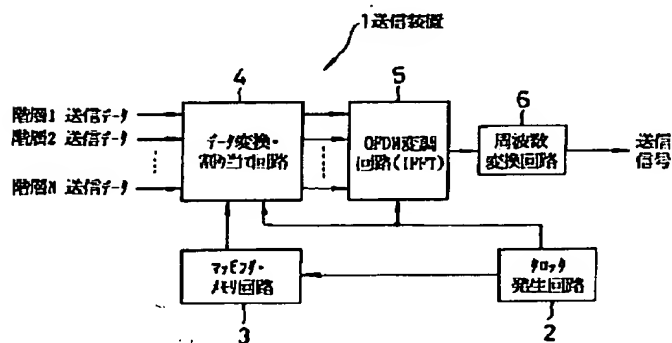 1送信装置
4
5
6
階層1 送信データ
階層2 送信データ
階層N 送信データ
データ変換・
割り当て回路
OFDM変調
回路(IFFT)
周波数
変換回路
送信
信号
マッピング・
メモリ回路
クロック
発生回路
3
2